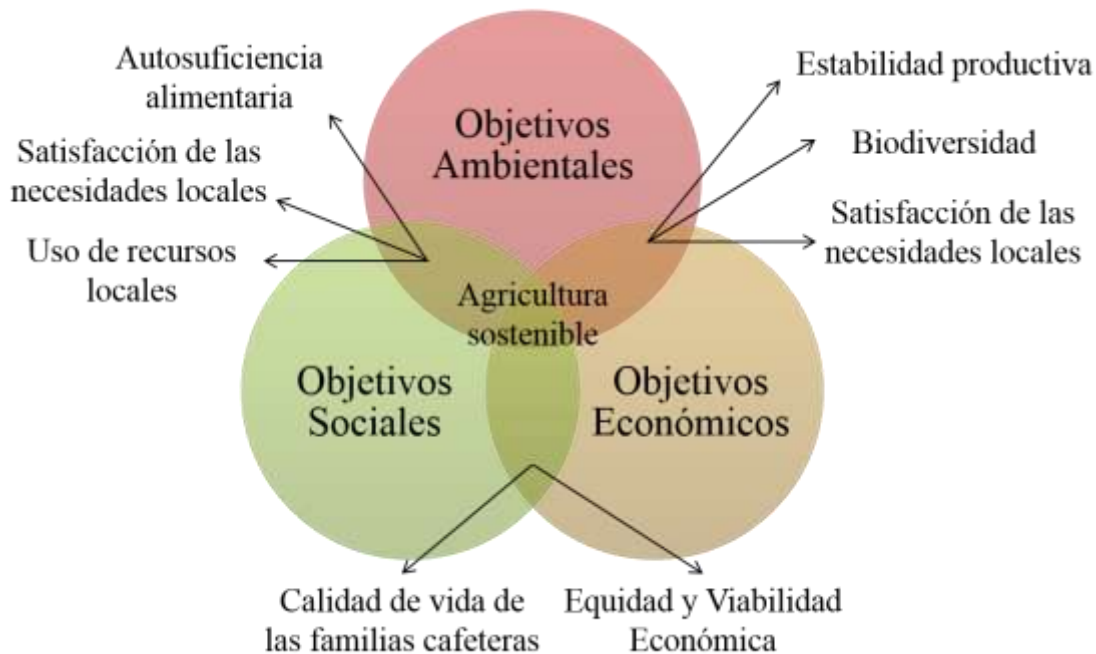 Autosuficiencia
alimentaria
Satisfacción de las
necesidades locales
Uso de recursos
locales
Objetivos
Ambientales
Estabilidad productiva
Biodiversidad
Satisfacción de las
necesidades locales
Agricultura
sostenible
Objetivos
Sociales
Objetivos
Económicos
Calidad de vida de
las familias cafeteras
Equidad y Viabilidad
Económica